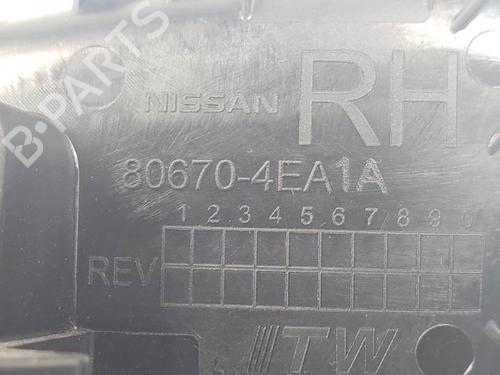 B-PARTS
NISSAN RH
80670-4EA1A
1 2 3 4 5 6 7 8 9 0
REV
ITW